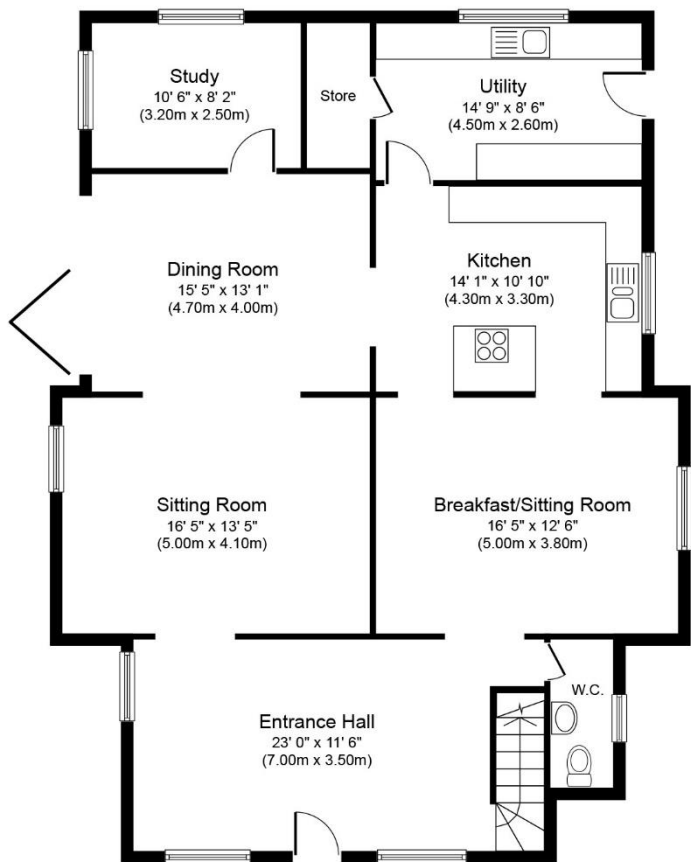 Study
10' 6" x 8' 2"
(3.20m x 2.50m)
Store
Utility
14' 9" x 8' 6"
(4.50m x 2.60m)
Dining Room
15' 5" x 13' 1"
(4.70m x 4.00m)
Kitchen
14' 1" x 10' 10"
(4.30m x 3.30m)
Sitting Room
16' 5" x 13' 5"
(5.00m x 4.10m)
Breakfast/Sitting Room
16' 5" x 12' 6"
(5.00m x 3.80m)
W.C.
Entrance Hall
23' 0" x 11' 6"
(7.00m x 3.50m)